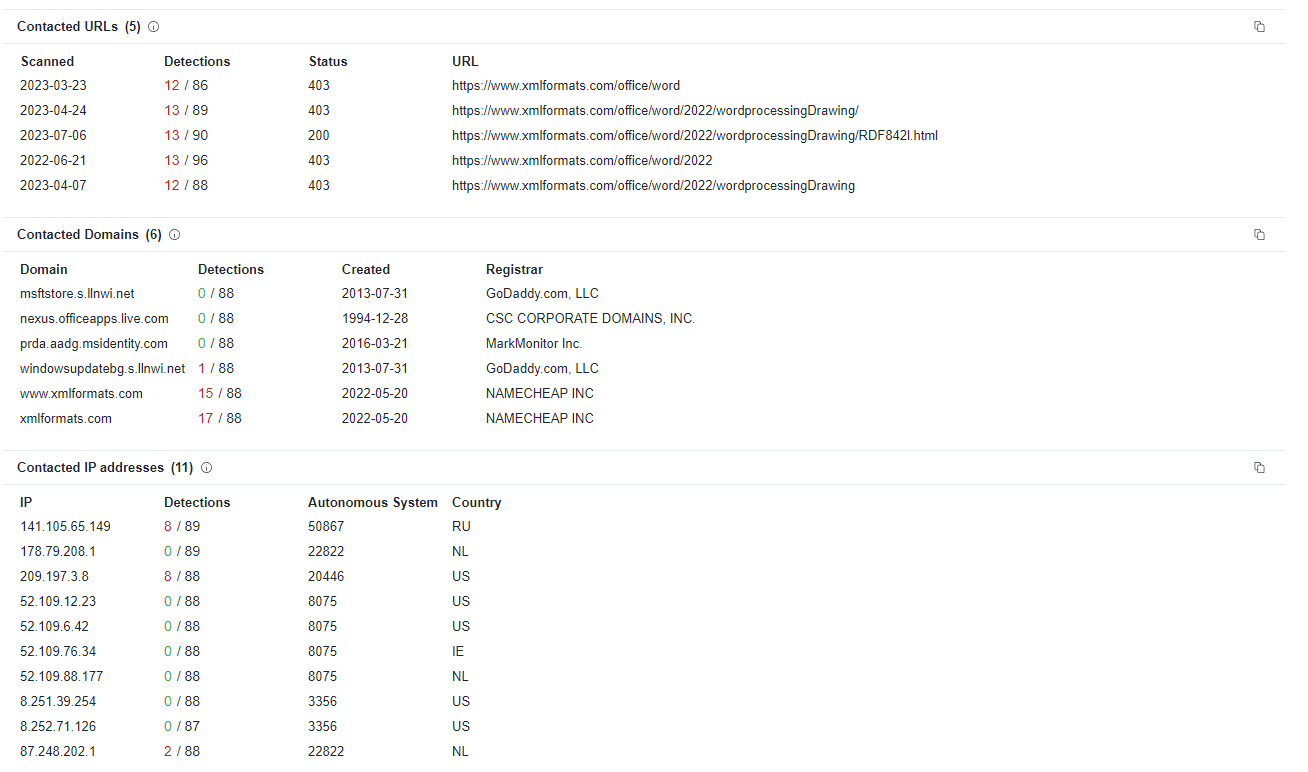 Contacted URLs (5)
Scanned Detections Status URL
2023-03-23 12 / 86 403 https://www.xmlformats.com/office/word
2023-04-24 13 / 89 403 https://www.xmlformats.com/office/word/2022/wordprocessingDrawing/
2023-07-06 13 / 90 200 https://www.xmlformats.com/office/word/2022/wordprocessingDrawing/RDF842l.html
2022-06-21 13 / 96 403 https://www.xmlformats.com/office/word/2022
2023-04-07 12 / 88 403 https://www.xmlformats.com/office/word/2022/wordprocessingDrawing
Contacted Domains (6)
Domain Detections Created Registrar
msftstore.s.llnwi.net 0 / 88 2013-07-31 GoDaddy.com, LLC
nexus.officeapps.live.com 0 / 88 1994-12-28 CSC CORPORATE DOMAINS, INC.
prda.aadg.msidentity.com 0 / 88 2016-03-21 MarkMonitor Inc.
windowsupdatebg.s.llnwi.net 1 / 88 2013-07-31 GoDaddy.com, LLC
www.xmlformats.com 15 / 88 2022-05-20 NAMECHEAP INC
xmlformats.com 17 / 88 2022-05-20 NAMECHEAP INC
Contacted IP addresses (11)
IP Detections Autonomous System Country
141.105.65.149 8 / 89 50867 RU
178.79.208.1 0 / 89 22822 NL
209.197.3.8 8 / 88 20446 US
52.109.12.23 0 / 88 8075 US
52.109.6.42 0 / 88 8075 US
52.109.76.34 0 / 88 8075 IE
52.109.88.177 0 / 88 8075 NL
8.251.39.254 0 / 88 3356 US
8.252.71.126 0 / 87 3356 US
87.248.202.1 2 / 88 22822 NL